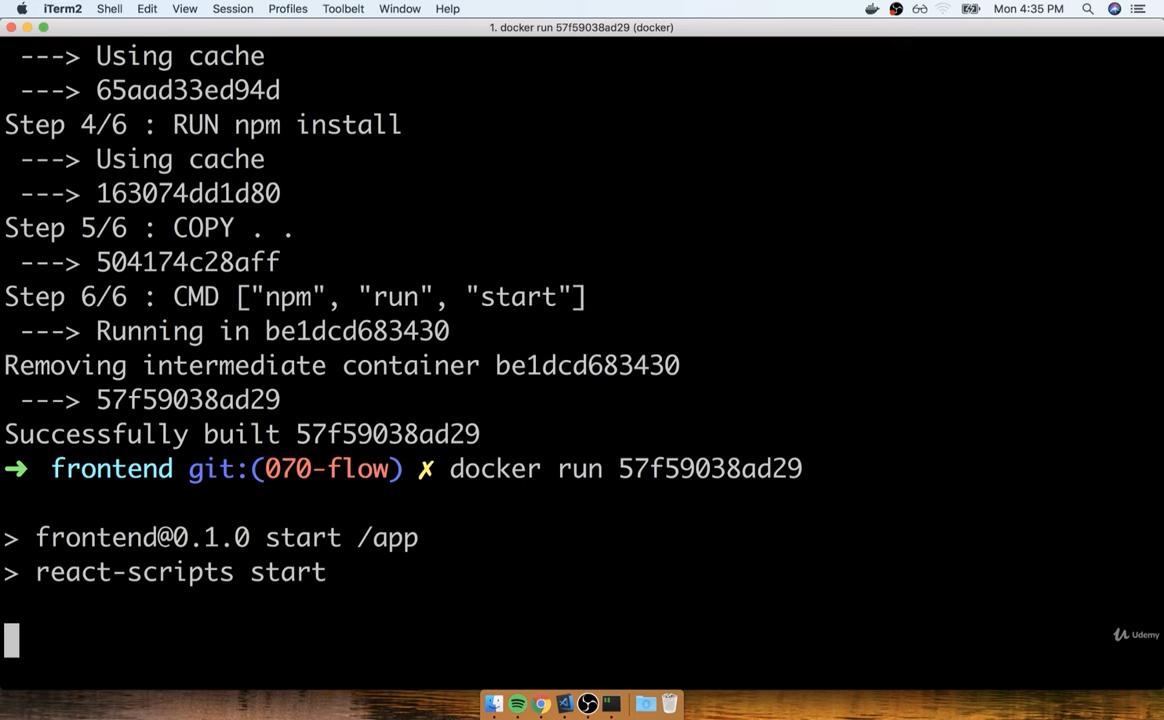 iTerm2 Shell Edit View Session Profiles Toolbelt Window Help Mon 4:35 PM
1. docker run 57f59038ad29 (docker)
---> Using cache
---> 65aad33ed94d
Step 4/6 : RUN npm install
---> Using cache
---> 163074dd1d80
Step 5/6 : COPY . .
---> 504174c28aff
Step 6/6 : CMD ["npm", "run", "start"]
---> Running in be1dcd683430
Removing intermediate container be1dcd683430
---> 57f59038ad29
Successfully built 57f59038ad29
➜ frontend git:(070-flow) ✗ docker run 57f59038ad29
> frontend@0.1.0 start /app
> react-scripts start
Udemy